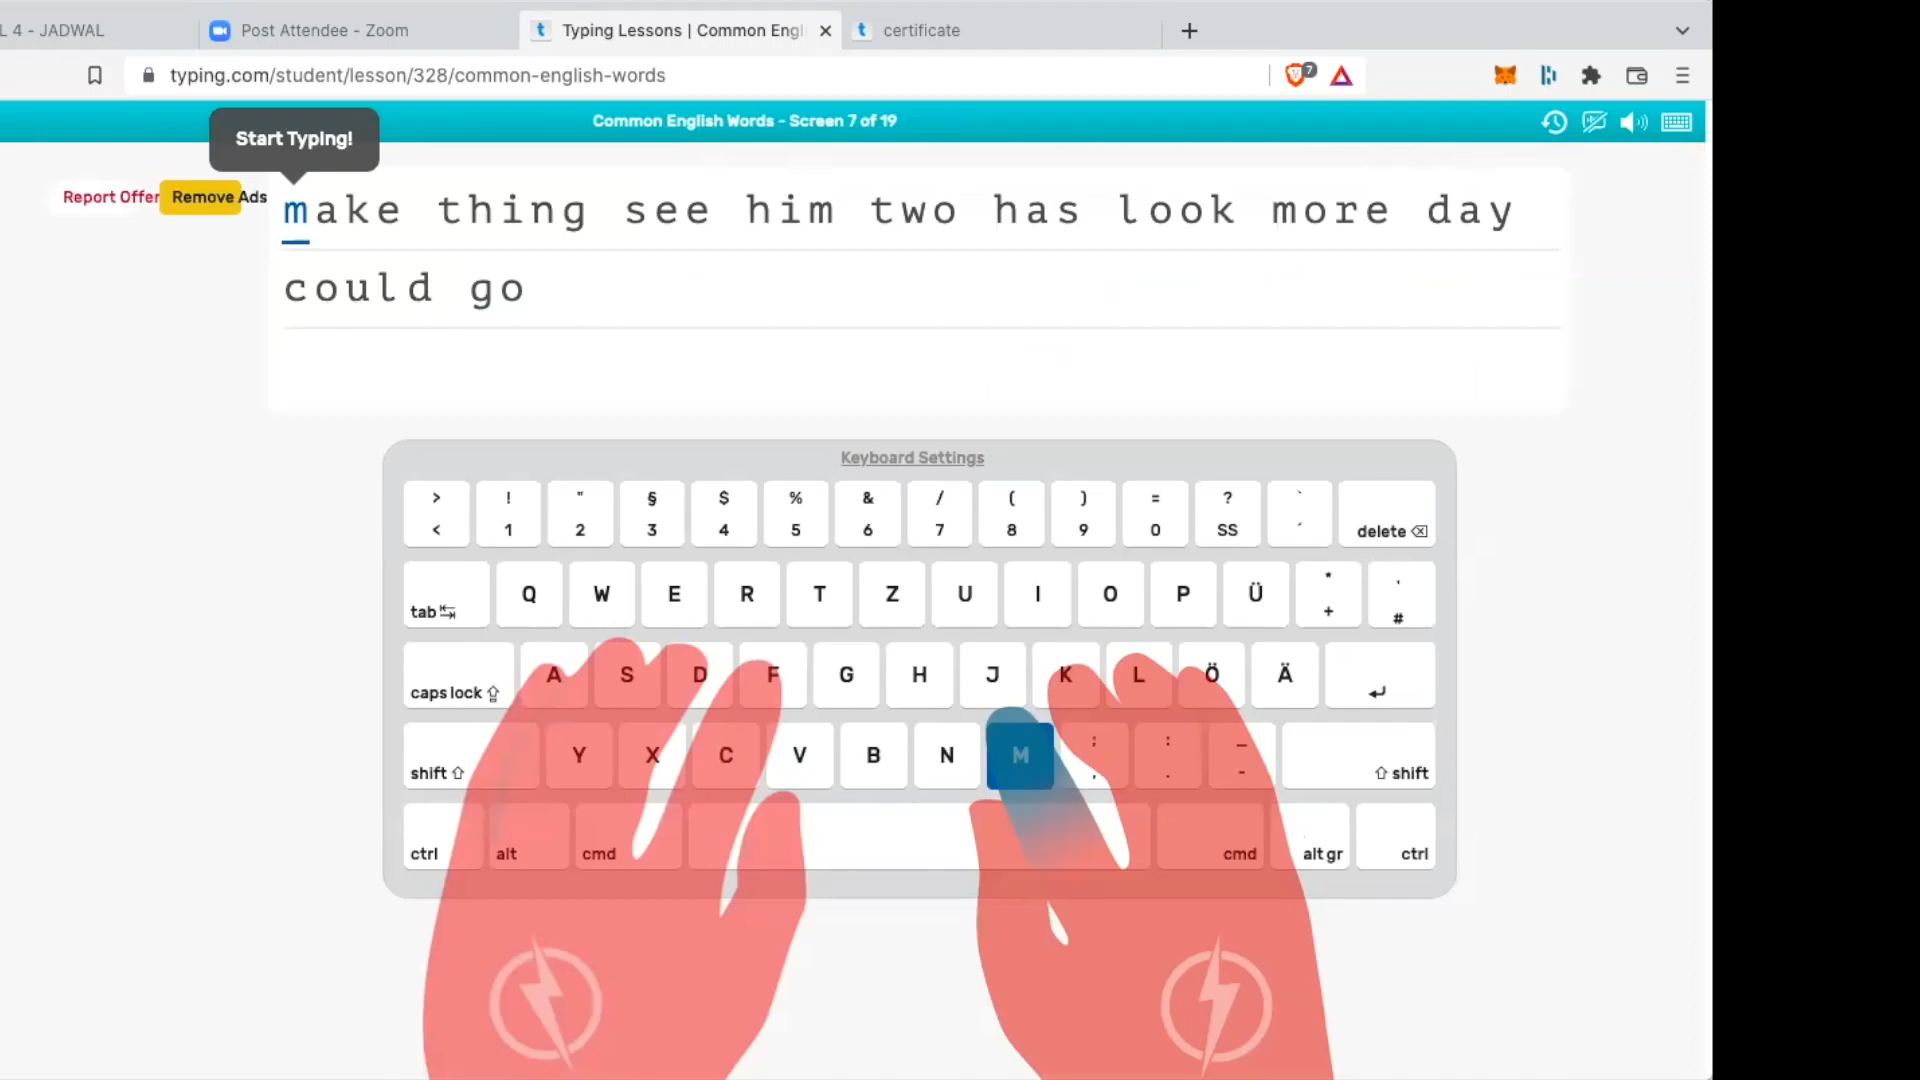 L 4 - JADWAL
Post Attendee - Zoom
Typing Lessons | Common Engl
certificate
typing.com/student/lesson/328/common-english-words
7
Start Typing!
Common English Words - Screen 7 of 19
Report Offer
Remove Ads
make thing see him two has look more day
could go
Keyboard Settings
> ! " § $ % & / ( ) = ? `
< 1 2 3 4 5 6 7 8 9 0 SS ´ delete
tab Q W E R T Z U I O P Ü * + ' #
caps lock A S D F G H J K L Ö Ä
shift Y X C V B N M ; , : . _ - shift
ctrl alt cmd cmd alt gr ctrl